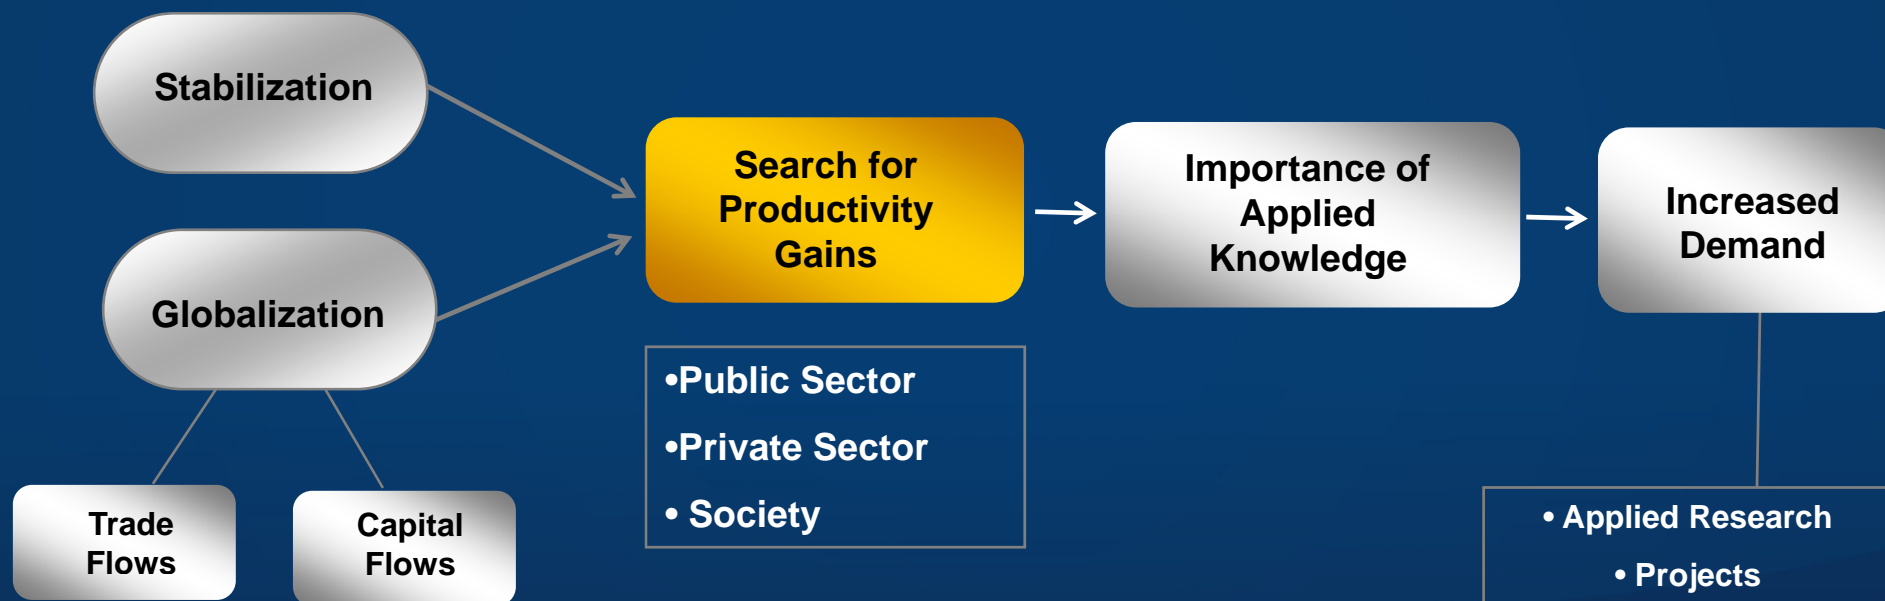 Stabilization
Globalization
Trade
Flows
Capital
Flows
Search for
Productivity
Gains
•Public Sector
•Private Sector
• Society
Importance of
Applied
Knowledge
Increased
Demand
• Applied Research
• Projects